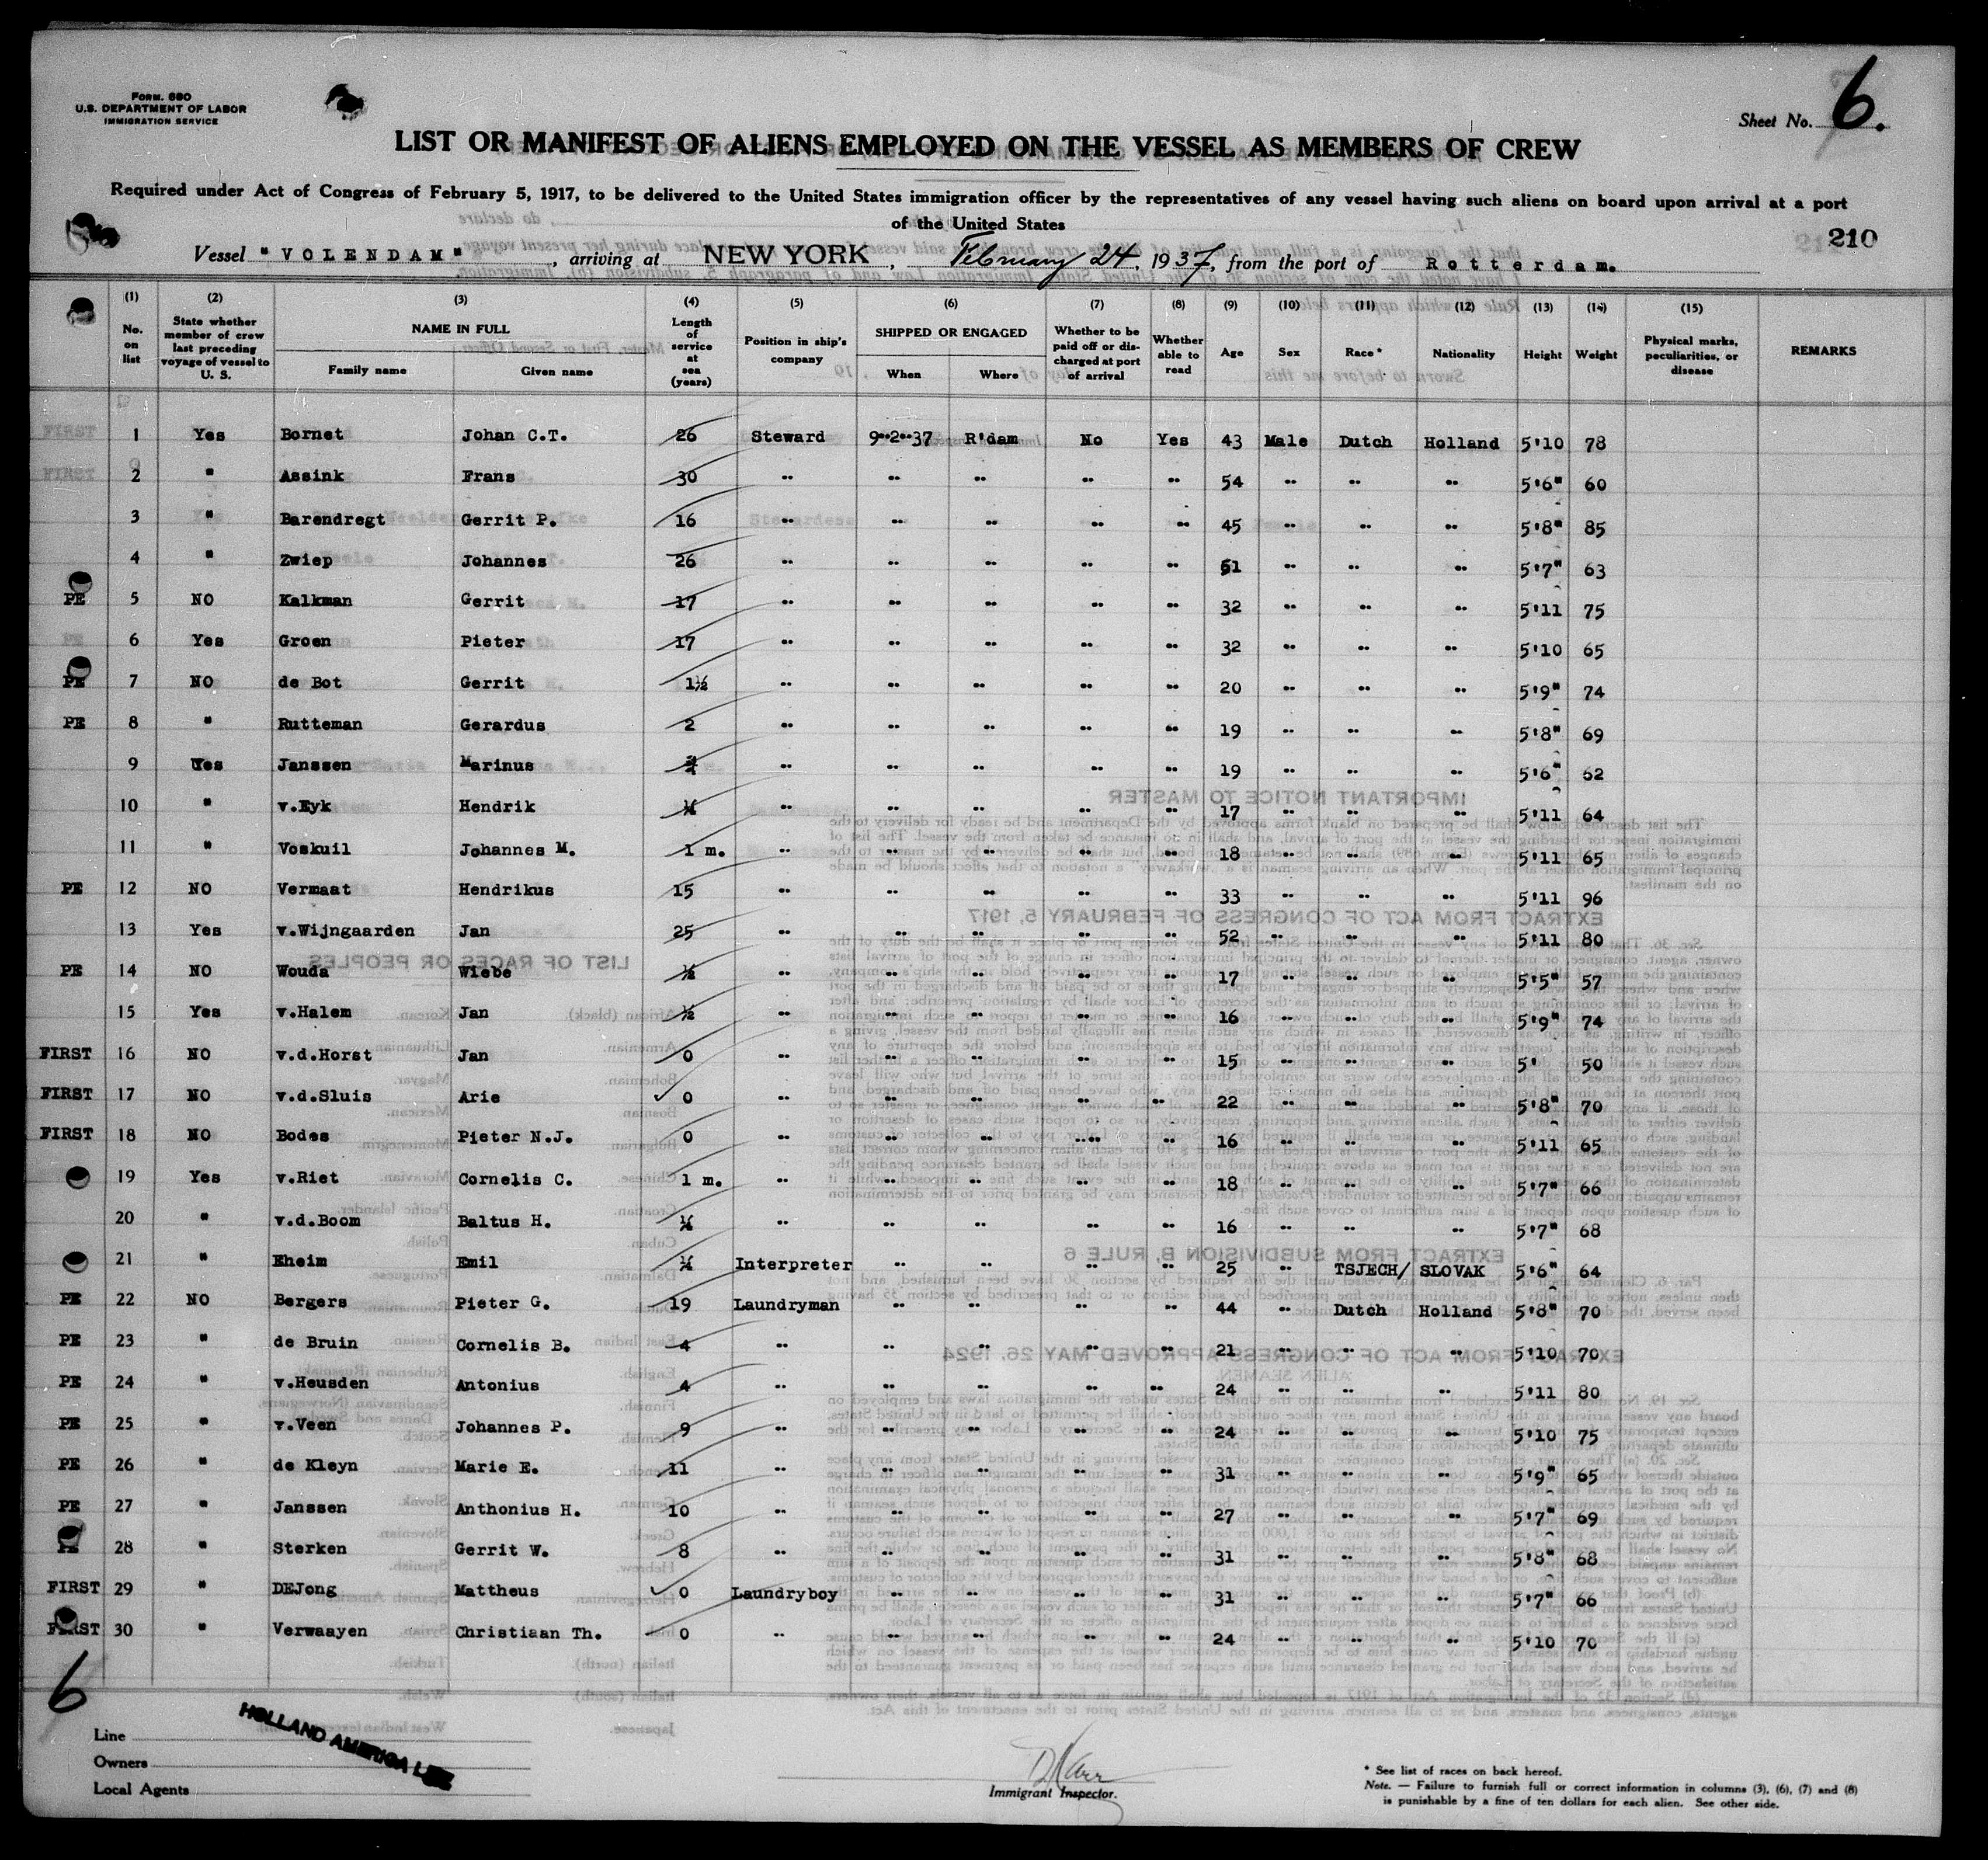 Form. 680
U.S. DEPARTMENT OF LABOR
IMMIGRATION SERVICE
Sheet No. 6.
LIST OR MANIFEST OF ALIENS EMPLOYED ON THE VESSEL AS MEMBERS OF CREW
Required under Act of Congress of February 5, 1917, to be delivered to the United States immigration officer by the representatives of any vessel having such aliens on board upon arrival at a port
of the United States
210
Vessel "VOLENDAM", arriving at NEW YORK, February 24, 1937, from the port of Rotterdam.
(1) (2) (3) (4) (5) (6) (7) (8) (9) (10) (11) (12) (13) (14) (15)
No. on list | State whether member of crew last preceding voyage of vessel to U. S. | NAME IN FULL | Length of service at sea (years) | Position in ship's company | SHIPPED OR ENGAGED | Whether to be paid off or discharged at port of arrival | Whether able to read | Age | Sex | Race* | Nationality | Height | Weight | Physical marks, peculiarities, or disease | REMARKS
Family name | Given name | When | Where
FIRST 1 Yes Bornet Johan C.T. 26 Steward 9--2--37 R'dam No Yes 43 Male Dutch Holland 5'10 78
FIRST 2 " Assink Frans 30 -- -- -- -- -- 54 -- -- -- 5'6" 60
3 " Barendregt Gerrit P. 16 -- -- -- -- -- 45 -- -- -- 5'8" 85
4 " Zwiep Johannes 26 -- -- -- -- -- 51 -- -- -- 5'7" 63
PE 5 NO Kalkman Gerrit 17 -- -- -- -- -- 32 -- -- -- 5'11 75
PE 6 Yes Groen Pieter 17 -- -- -- -- -- 32 -- -- -- 5'10 65
PE 7 NO de Bot Gerrit 1½ -- -- -- -- -- 20 -- -- -- 5'9" 74
PE 8 " Rutteman Gerardus 2 -- -- -- -- -- 19 -- -- -- 5'8" 69
9 Yes Janssen Marinus -- -- -- -- -- 19 -- -- -- 5'6" 62
10 " v.Eyk Hendrik -- -- -- -- -- 17 -- -- -- 5'11 64
11 " Voskuil Johannes M. 1 m. -- -- -- -- -- 18 -- -- -- 5'11 65
PE 12 NO Vermaat Hendrikus 15 -- -- -- -- -- 33 -- -- -- 5'11 96
13 Yes v.Wijngaarden Jan 25 -- -- -- -- -- 52 -- -- -- 5'11 80
PE 14 NO Wouda Wiebe ½ -- -- -- -- -- 17 -- -- -- 5'5" 57
15 Yes v.Halem Jan ½ -- -- -- -- -- 16 -- -- -- 5'9" 74
FIRST 16 NO v.d.Horst Jan 0 -- -- -- -- -- 15 -- -- -- 5' 50
FIRST 17 NO v.d.Sluis Arie 0 -- -- -- -- -- 22 -- -- -- 5'8" 70
FIRST 18 NO Bodes Pieter N.J. 0 -- -- -- -- -- 16 -- -- -- 5'11 65
19 Yes v.Riet Cornelis C. 1 m. -- -- -- -- -- 18 -- -- -- 5'7" 66
20 " v.d.Boom Baltus H. -- -- -- -- -- 16 -- -- -- 5'7" 68
21 " Eheim Emil Interpreter -- -- -- -- 25 -- TSJECH/ SLOVAK 5'6" 64
PE 22 NO Bergers Pieter G. 19 Laundryman -- -- -- -- 44 -- Dutch Holland 5'8" 70
PE 23 " de Bruin Cornelis B. 4 -- -- -- -- -- 21 -- -- -- 5'10 70
PE 24 " v.Heusden Antonius 4 -- -- -- -- -- 24 -- -- -- 5'11 80
PE 25 " v.Veen Johannes P. 9 -- -- -- -- -- 24 -- -- -- 5'10 75
PE 26 " de Kleyn Marie E. 11 -- -- -- -- -- 31 -- -- -- 5'9" 65
PE 27 " Janssen Anthonius H. 10 -- -- -- -- -- 27 -- -- -- 5'7" 69
PE 28 " Sterken Gerrit W. 8 -- -- -- -- -- 31 -- -- -- 5'8" 68
FIRST 29 " DEJong Mattheus 0 Laundryboy -- -- -- -- 31 -- -- -- 5'7" 66
FIRST 30 " Verwaayen Christiaan Th. 0 -- -- -- -- -- 24 -- -- -- 5'10 70
6
HOLLAND AMERICA LINE
Line
Owners
Local Agents
Immigrant Inspector.
* See list of races on back hereof.
Note. — Failure to furnish full or correct information in columns (3), (6), (7) and (8)
is punishable by a fine of ten dollars for each alien. See other side.